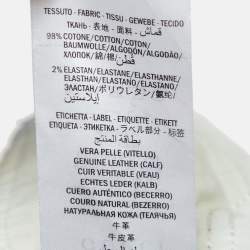 TESSUTO - FABRIC - TISSU - GEWEBE - TECIDO
ТКАНЬ - 表地 - 面料 - قماش
98% COTONE/COTTON/COTON/
BAUMWOLLE/ALGODÓN/ALGODÃO/
ХЛОПОК/綿/棉/قطن
2% ELASTAN/ELASTANE/ELASTHANNE/
ELASTHAN/ELASTANO/ELASTANO/
ЭЛАСТАН/ポリウレタン/氨纶/
إيلاستين
ETICHETTA - LABEL - ETIQUETTE - ETIKETT
ETIQUETA - ЭТИКЕТКА - ラベル部分 - 标签
بطاقة المنتج
VERA PELLE (VITELLO)
GENUINE LEATHER (CALF)
CUIR VERITABLE (VEAU)
ECHTES LEDER (KALB)
CUERO AUTÉNTICO (BECERRO)
COURO NATURAL (BEZERRO)
НАТУРАЛЬНАЯ КОЖА (ТЕЛЯЧЬЯ)
牛革
牛皮革